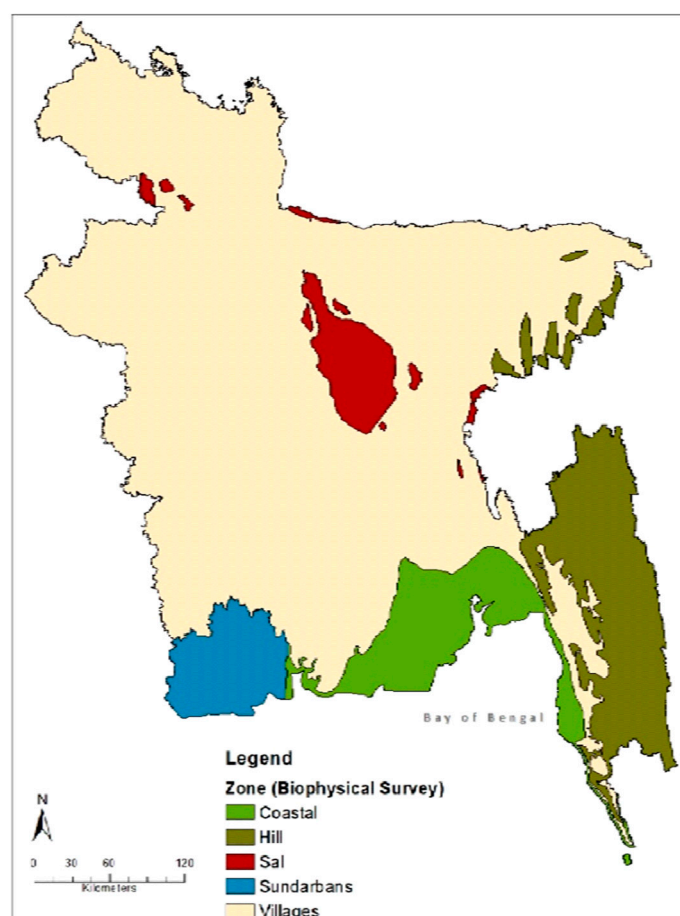 Bay of Bengal
Legend
Zone (Biophysical Survey)
Coastal
Hill
Sal
Sundarbans
Villages
N
0 30 60 120
Kilometers